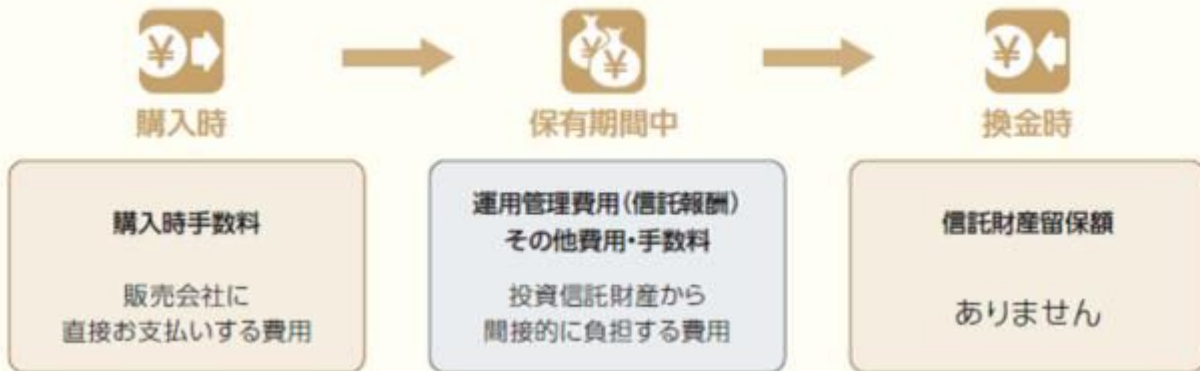 ¥
購入時
¥
¥
保有期間中
¥
換金時
購入時手数料
販売会社に
直接お支払いする費用
運用管理費用(信託報酬)
その他費用・手数料
投資信託財産から
間接的に負担する費用
信託財産留保額
ありません